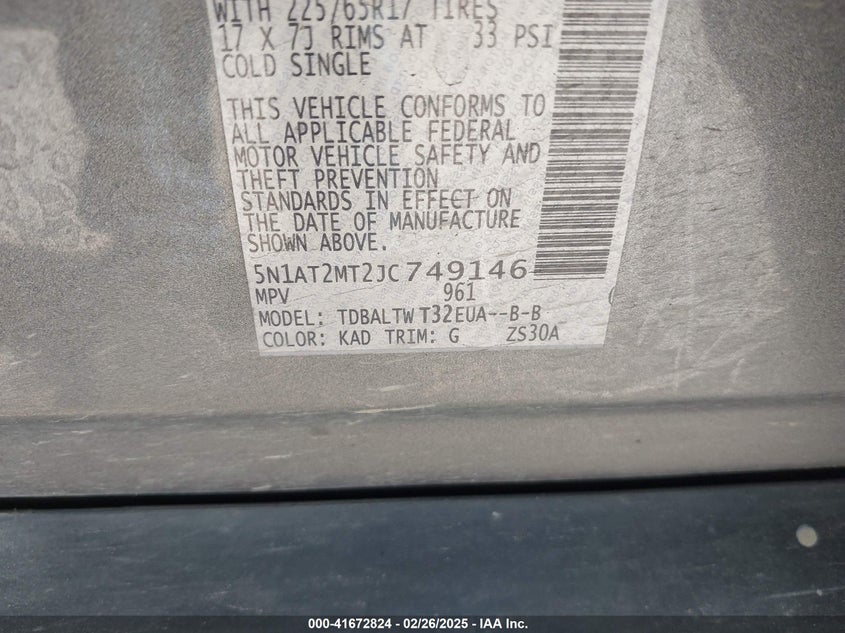 WITH 225/65R17 TIRES
17 X 7J RIMS AT 33 PSI
COLD SINGLE
THIS VEHICLE CONFORMS TO
ALL APPLICABLE FEDERAL
MOTOR VEHICLE SAFETY AND
THEFT PREVENTION
STANDARDS IN EFFECT ON
THE DATE OF MANUFACTURE
SHOWN ABOVE.
5N1AT2MT2JC749146
MPV 961
MODEL: TDBALTW T32EUA--B-B
COLOR: KAD TRIM: G ZS30A
000-41672824 - 02/26/2025 - IAA Inc.